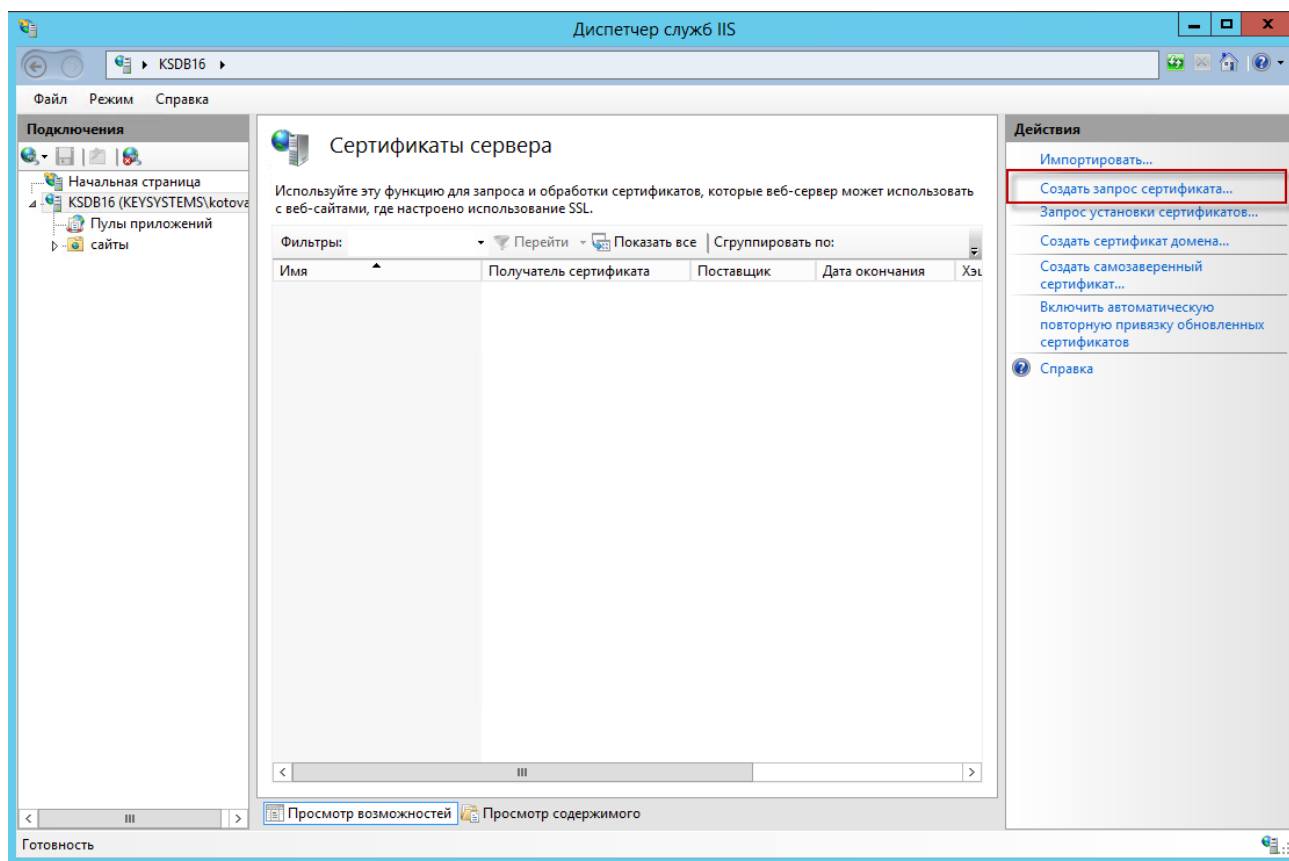 Диспетчер служб IIS
KSDB16
Файл Режим Справка
Подключения
Начальная страница
KSDB16 (KEYSYSTEMS\kotova
Пулы приложений
сайты
Сертификаты сервера
Используйте эту функцию для запроса и обработки сертификатов, которые веб-сервер может использовать
с веб-сайтами, где настроено использование SSL.
Фильтры: Перейти Показать все Сгруппировать по:
Имя Получатель сертификата Поставщик Дата окончания Хэш
Просмотр возможностей Просмотр содержимого
Действия
Импортировать...
Создать запрос сертификата...
Запрос установки сертификатов...
Создать сертификат домена...
Создать самозаверенный
сертификат...
Включить автоматическую
повторную привязку обновленных
сертификатов
Справка
Готовность